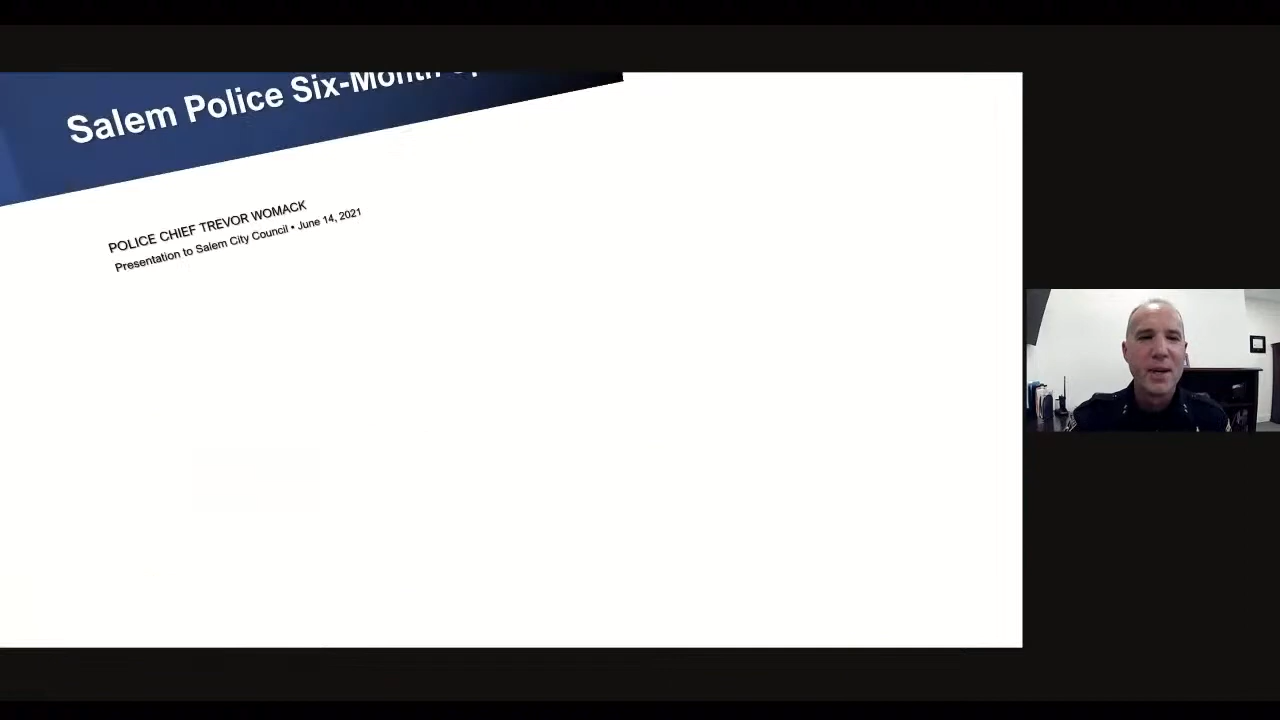 Salem Police Six-Month
POLICE CHIEF TREVOR WOMACK
Presentation to Salem City Council • June 14, 2021